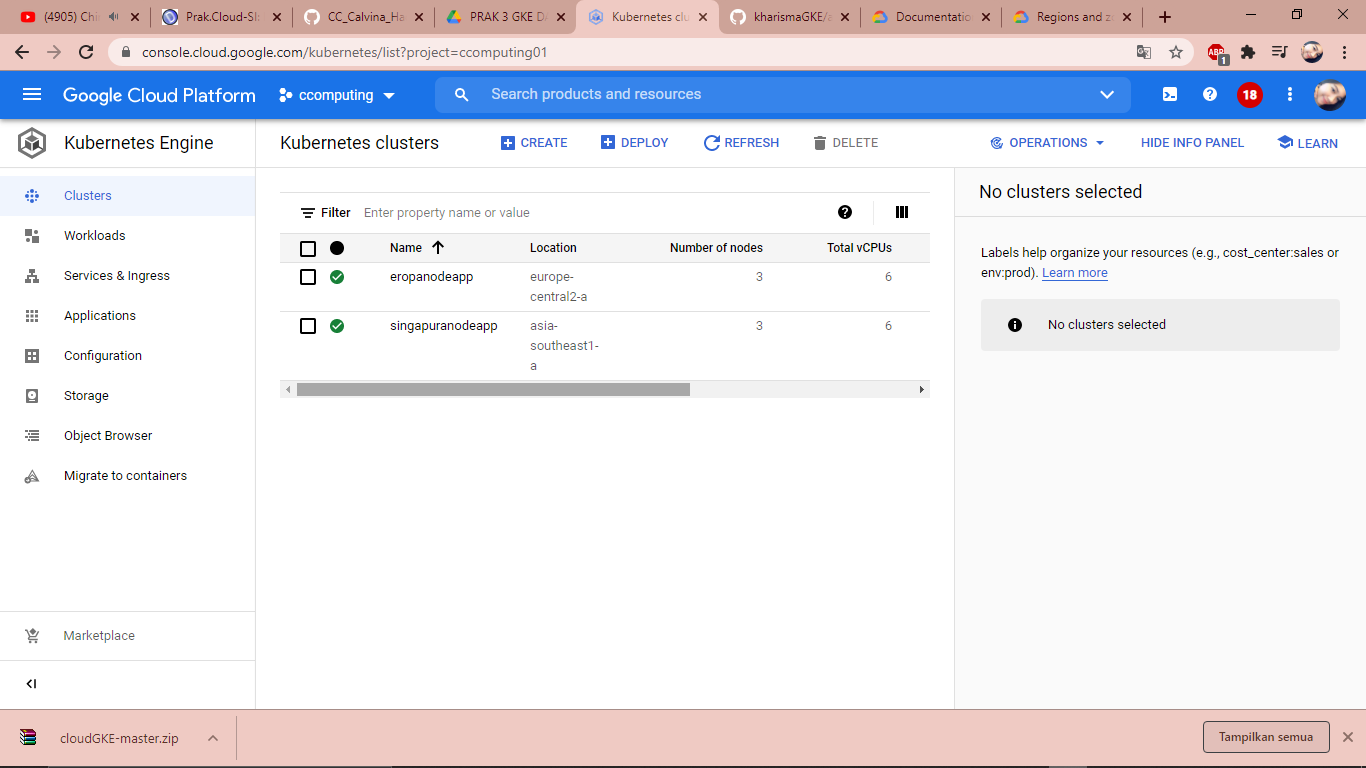 (4905) Chi
Prak.Cloud-SI:
CC_Calvina_Ha
PRAK 3 GKE D
Kubernetes clu
kharismaGKE/a
Documentatio
Regions and z
console.cloud.google.com/kubernetes/list?project=ccomputing01
ABP
1
Google Cloud Platform
ccomputing
Search products and resources
18
Kubernetes Engine
Kubernetes clusters
CREATE
DEPLOY
REFRESH
DELETE
OPERATIONS
HIDE INFO PANEL
LEARN
Clusters
Workloads
Services & Ingress
Applications
Configuration
Storage
Object Browser
Migrate to containers
Marketplace
Filter
Enter property name or value
Name
Location
Number of nodes
Total vCPUs
eropanodeapp
europe-
central2-a
3
6
singapuranodeapp
asia-
southeast1-
a
3
6
No clusters selected
Labels help organize your resources (e.g., cost_center:sales or
env:prod). Learn more
No clusters selected
cloudGKE-master.zip
Tampilkan semua